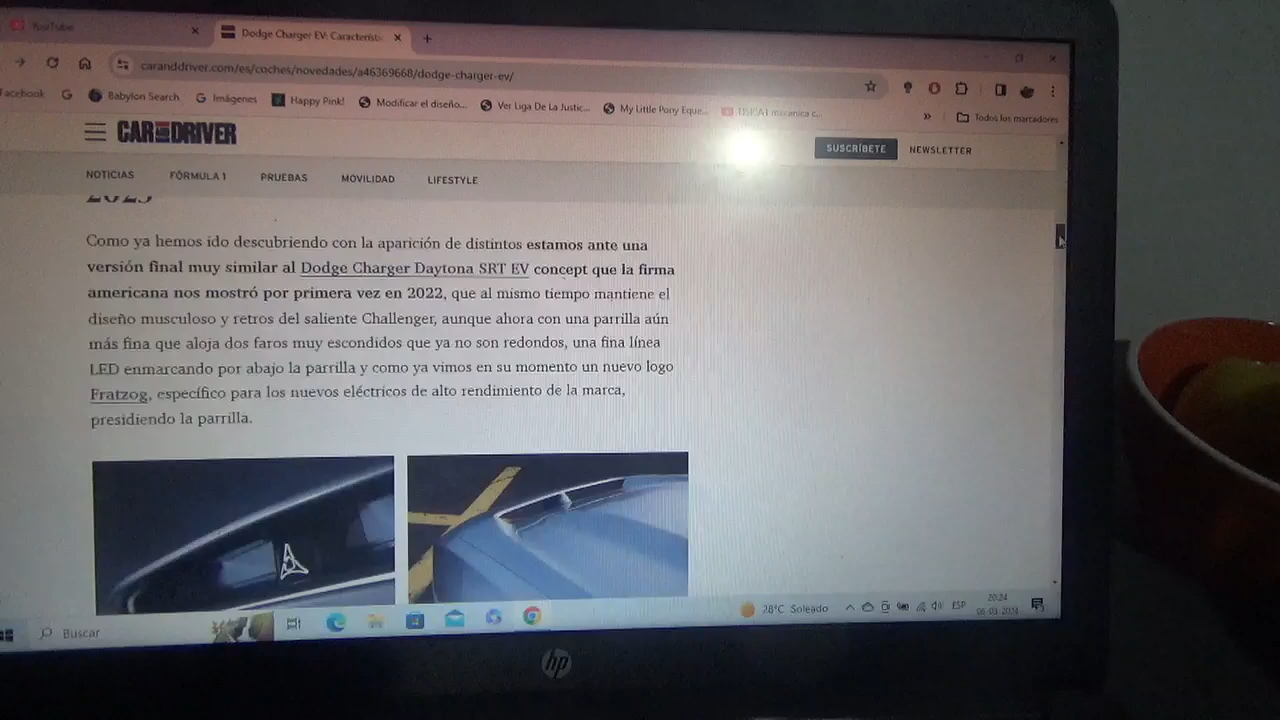 YouTube
Dodge Charger EV: Característi
caranddriver.com/es/coches/novedades/a46369668/dodge-charger-ev/
Facebook
Babylon Search
Imágenes
Happy Pink!
Modificar el diseño...
Ver Liga De La Justic...
My Little Pony Eque...
»
Todos los marcadores
CAR AND DRIVER
SUSCRÍBETE
NEWSLETTER
NOTICIAS
FÓRMULA 1
PRUEBAS
MOVILIDAD
LIFESTYLE
Como ya hemos ido descubriendo con la aparición de distintos estamos ante una
versión final muy similar al Dodge Charger Daytona SRT EV concept que la firma
americana nos mostró por primera vez en 2022, que al mismo tiempo mantiene el
diseño musculoso y retros del saliente Challenger, aunque ahora con una parrilla aún
más fina que aloja dos faros muy escondidos que ya no son redondos, una fina línea
LED enmarcando por abajo la parrilla y como ya vimos en su momento un nuevo logo
Fratzog, específico para los nuevos eléctricos de alto rendimiento de la marca,
presidiendo la parrilla.
Buscar
28°C Soleado
ESP
20:24
06-03-2024
hp